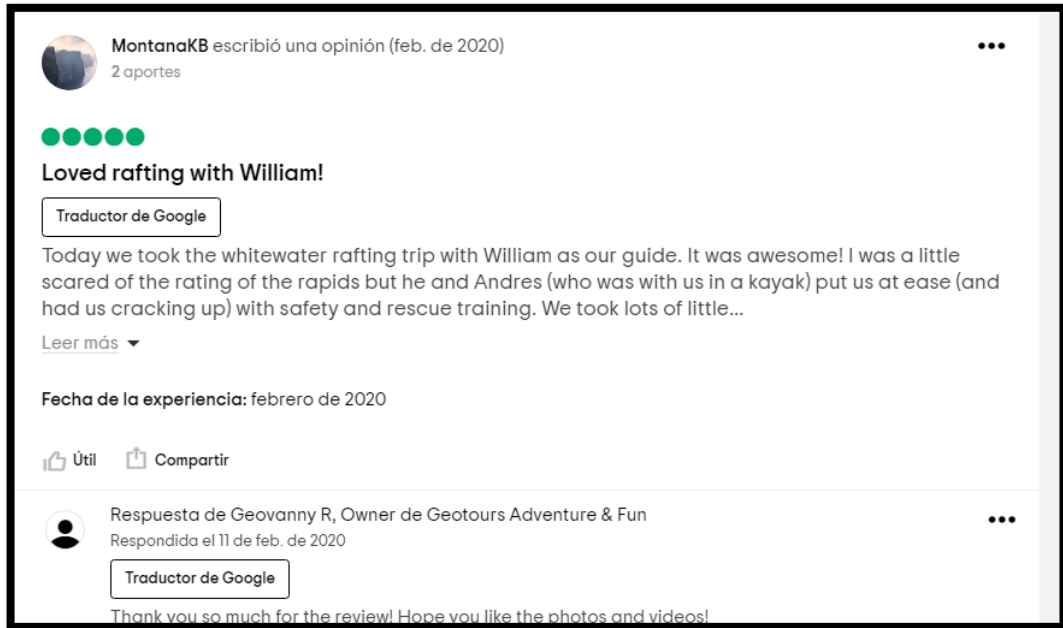 MontanaKB escribió una opinión (feb. de 2020)
2 aportes
Loved rafting with William!
Traductor de Google
Today we took the whitewater rafting trip with William as our guide. It was awesome! I was a little
scared of the rating of the rapids but he and Andres (who was with us in a kayak) put us at ease (and
had us cracking up) with safety and rescue training. We took lots of little...
Leer más
Fecha de la experiencia: febrero de 2020
Útil Compartir
Respuesta de Geovanny R, Owner de Geotours Adventure & Fun
Respondida el 11 de feb. de 2020
Traductor de Google
Thank you so much for the review! Hope you like the photos and videos!